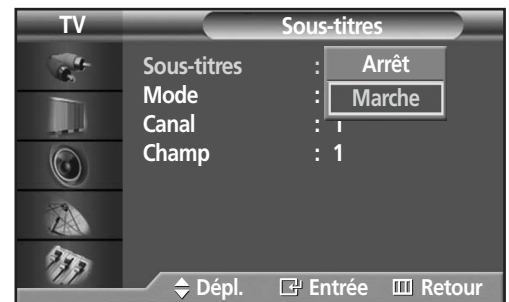 TV Sous-titres
Sous-titres : Arrêt
Mode : Marche
Canal : 1
Champ : 1
Dépl. Entrée Retour